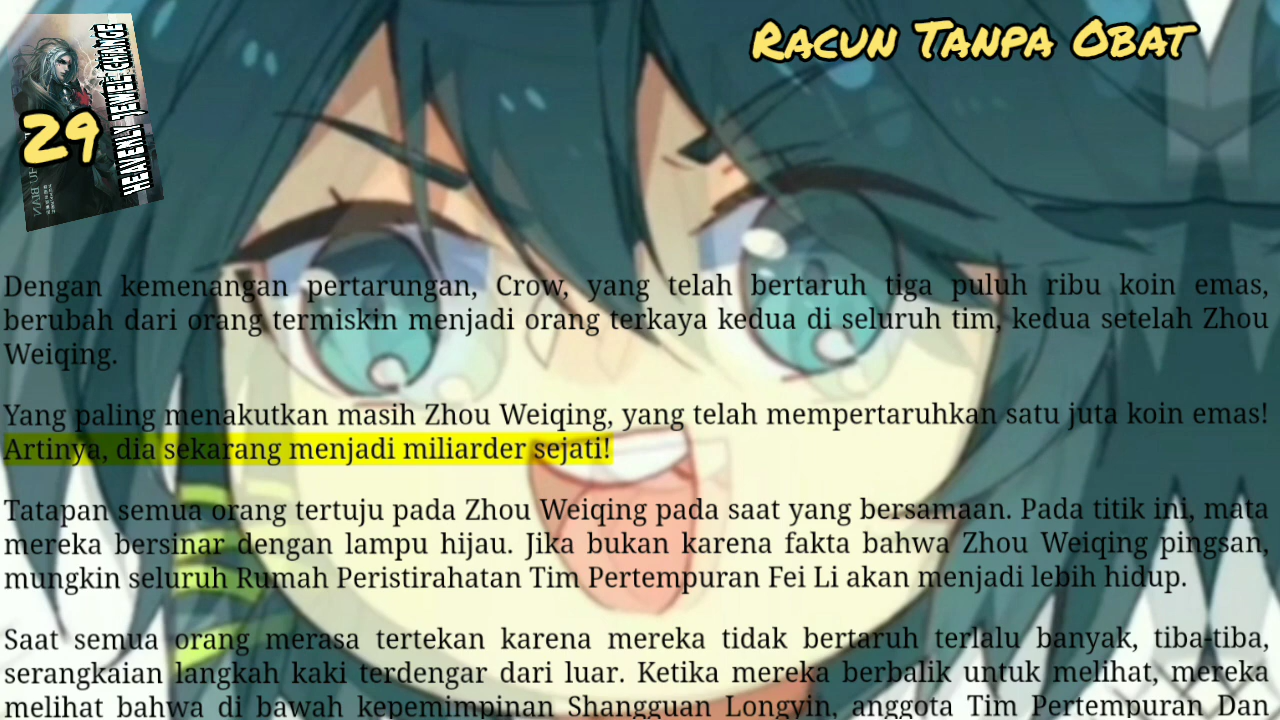 Racun Tanpa Obat
29
HEAVENLY JEWEL CHANGE
Dengan kemenangan pertarungan, Crow, yang telah bertaruh tiga puluh ribu koin emas,
berubah dari orang termiskin menjadi orang terkaya kedua di seluruh tim, kedua setelah Zhou
Weiqing.
Yang paling menakutkan masih Zhou Weiqing, yang telah mempertaruhkan satu juta koin emas!
Artinya, dia sekarang menjadi miliarder sejati!
Tatapan semua orang tertuju pada Zhou Weiqing pada saat yang bersamaan. Pada titik ini, mata
mereka bersinar dengan lampu hijau. Jika bukan karena fakta bahwa Zhou Weiqing pingsan,
mungkin seluruh Rumah Peristirahatan Tim Pertempuran Fei Li akan menjadi lebih hidup.
Saat semua orang merasa tertekan karena mereka tidak bertaruh terlalu banyak, tiba-tiba,
serangkaian langkah kaki terdengar dari luar. Ketika mereka berbalik untuk melihat, mereka
melihat bahwa di bawah kepemimpinan Shangguan Longyin, anggota Tim Pertempuran Dan